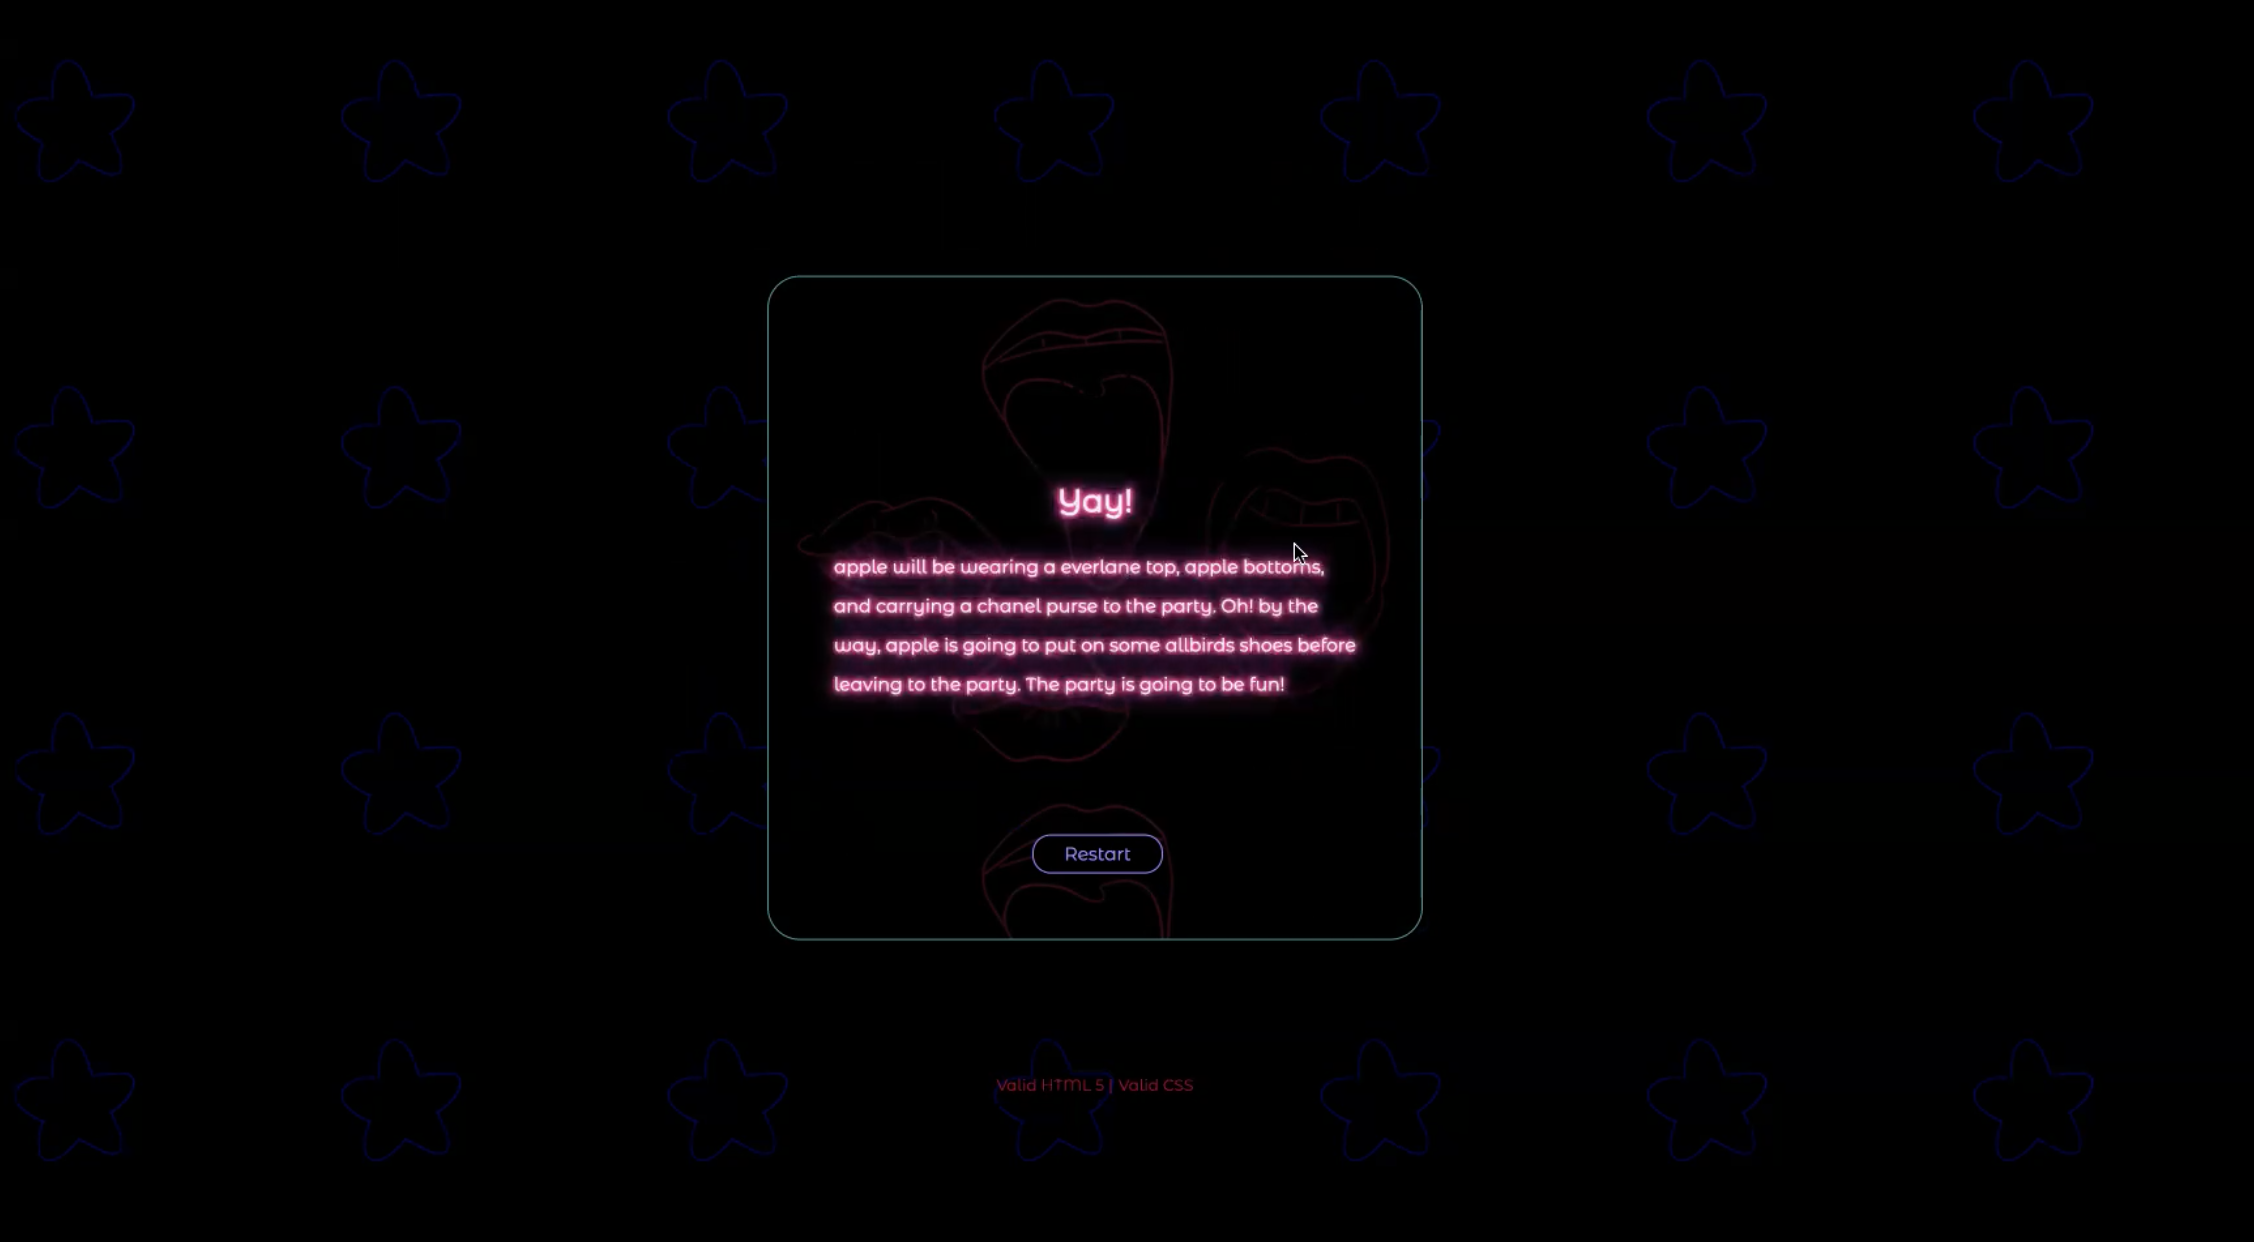 Yay!
apple will be wearing a everlane top, apple bottoms,
and carrying a chanel purse to the party. Oh! by the
way, apple is going to put on some allbirds shoes before
leaving to the party. The party is going to be fun!
Restart
Valid HTML 5 | Valid CSS